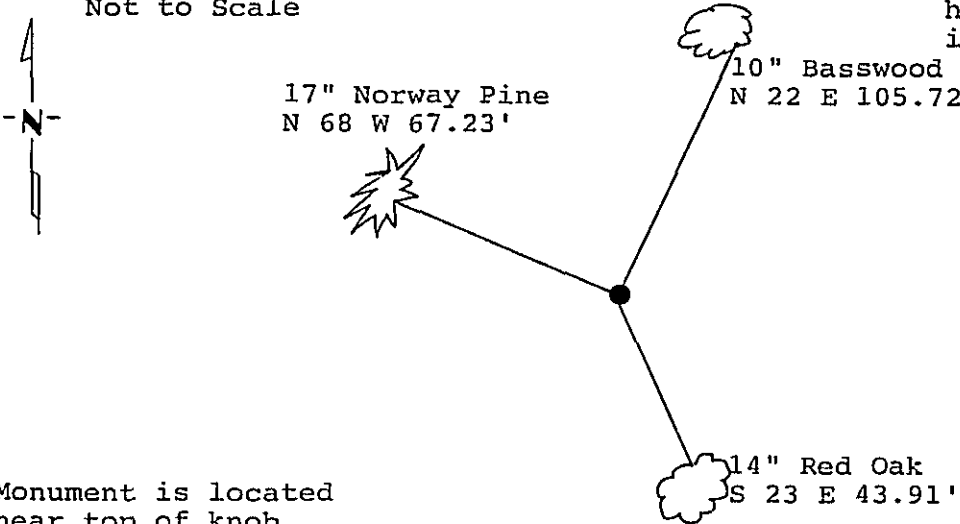 Not to Scale
17" Norway Pine
N 68 W 67.23'
10" Basswood
N 22 E 105.72
-N-
14" Red Oak
S 23 E 43.91'
Monument is located
near top of knob